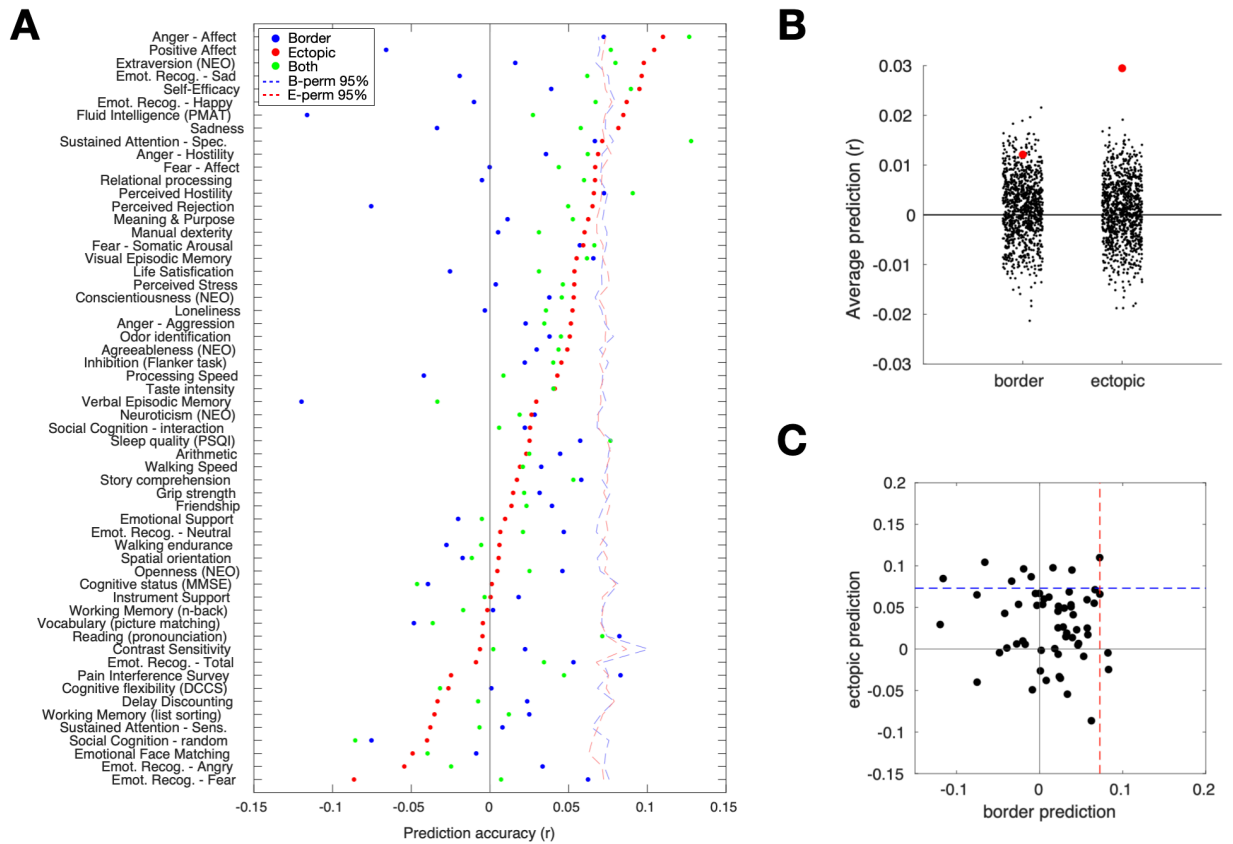 A
Anger - Affect
Positive Affect
Extraversion (NEO)
Emot. Recog. - Sad
Self-Efficacy
Emot. Recog. - Happy
Fluid Intelligence (PMAT)
Sadness
Sustained Attention - Spec.
Anger - Hostility
Fear - Affect
Relational processing
Perceived Hostility
Perceived Rejection
Meaning & Purpose
Manual dexterity
Fear - Somatic Arousal
Visual Episodic Memory
Life Satisfaction
Perceived Stress
Conscientiousness (NEO)
Loneliness
Anger - Aggression
Odor identification
Agreeableness (NEO)
Inhibition (Flanker task)
Processing Speed
Taste intensity
Verbal Episodic Memory
Neuroticism (NEO)
Social Cognition - interaction
Sleep quality (PSQI)
Arithmetic
Walking Speed
Story comprehension
Grip strength
Friendship
Emotional Support
Emot. Recog. - Neutral
Walking endurance
Spatial orientation
Openness (NEO)
Cognitive status (MMSE)
Instrument Support
Working Memory (n-back)
Vocabulary (picture matching)
Reading (pronounciation)
Contrast Sensitivity
Emot. Recog. - Total
Pain Interference Survey
Cognitive flexibility (DCCS)
Delay Discounting
Working Memory (list sorting)
Sustained Attention - Sens.
Social Cognition - random
Emotional Face Matching
Emot. Recog. - Angry
Emot. Recog. - Fear
Border
Ectopic
Both
B-perm 95%
E-perm 95%
-0.15 -0.1 -0.05 0 0.05 0.1 0.15
Prediction accuracy (r)
B
Average prediction (r)
0.03
0.02
0.01
0
-0.01
-0.02
-0.03
border ectopic
C
ectopic prediction
0.2
0.15
0.1
0.05
0
-0.05
-0.1
-0.15
-0.1 0 0.1 0.2
border prediction